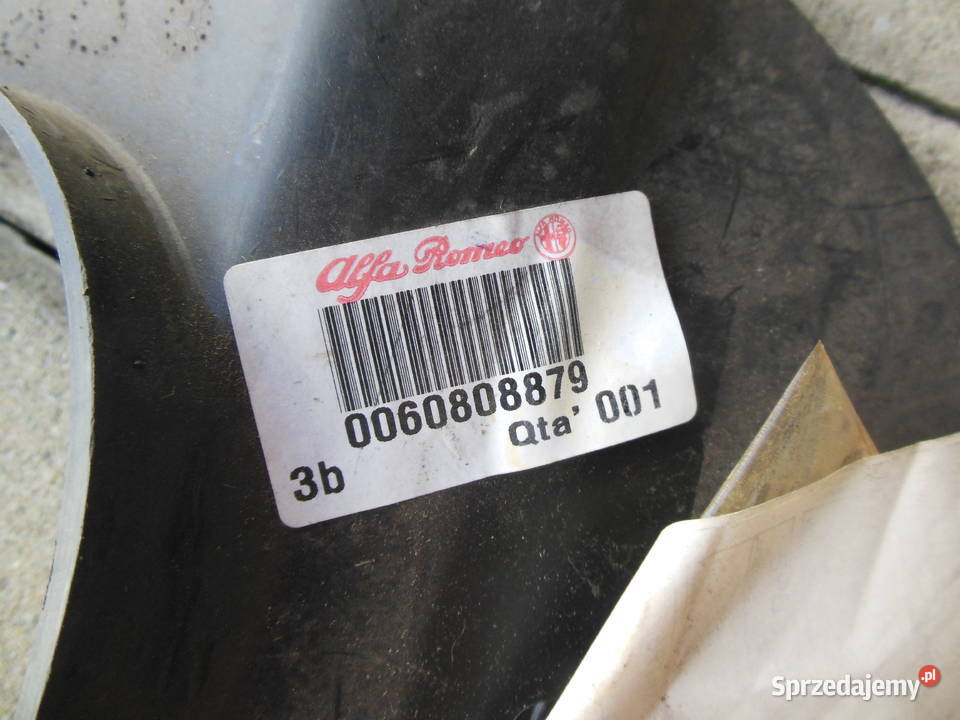 Alfa Romeo
0060808879
Qta' 001
3b
Sprzedajemy.pl